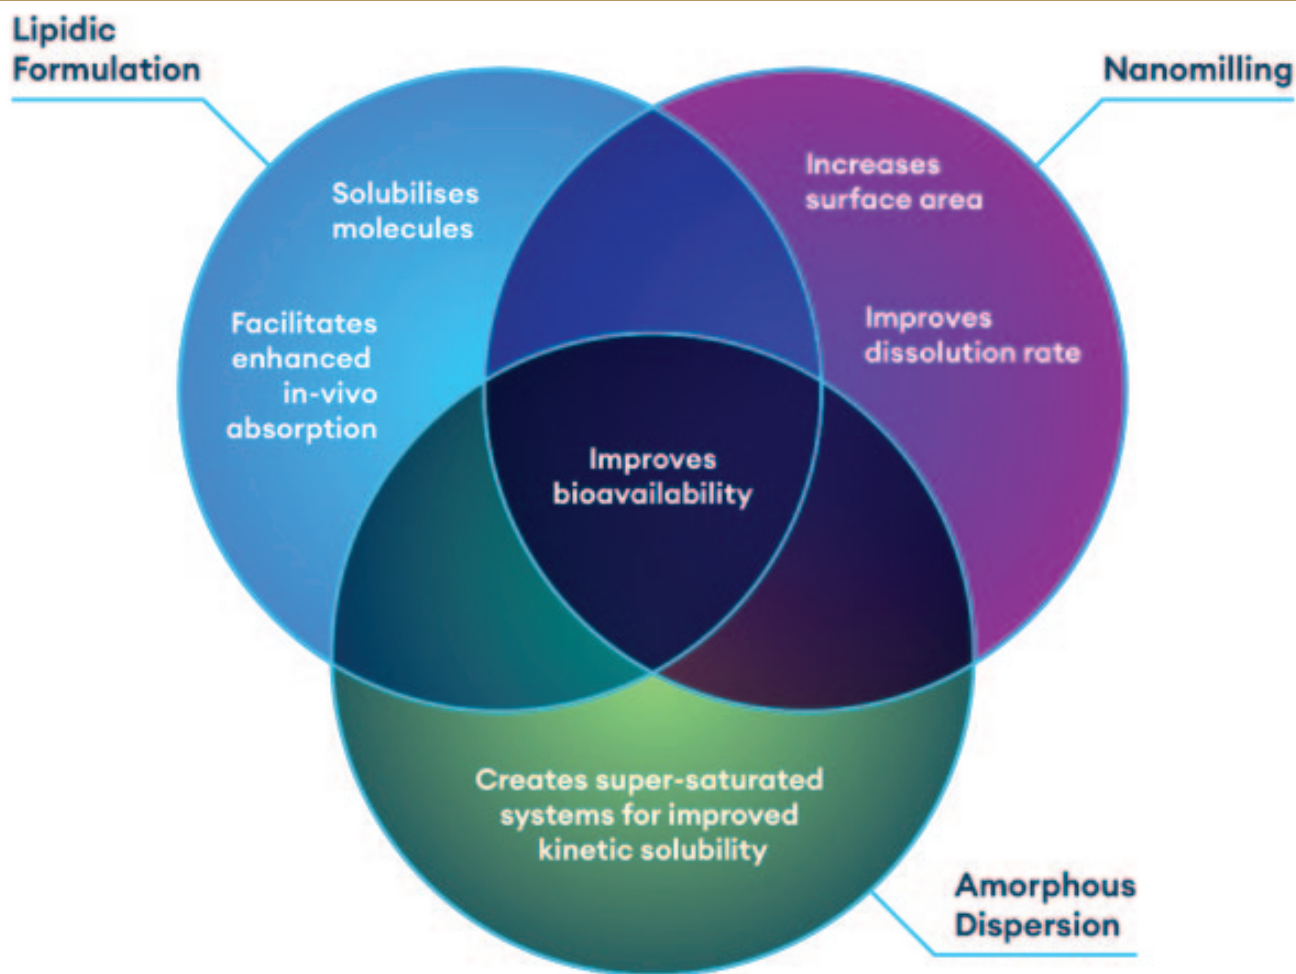 Lipidic
Formulation
Nanomilling
Solubilises
molecules
Increases
surface area
Facilitates
enhanced
in-vivo
absorption
Improves
dissolution rate
Improves
bioavailability
Creates super-saturated
systems for improved
kinetic solubility
Amorphous
Dispersion